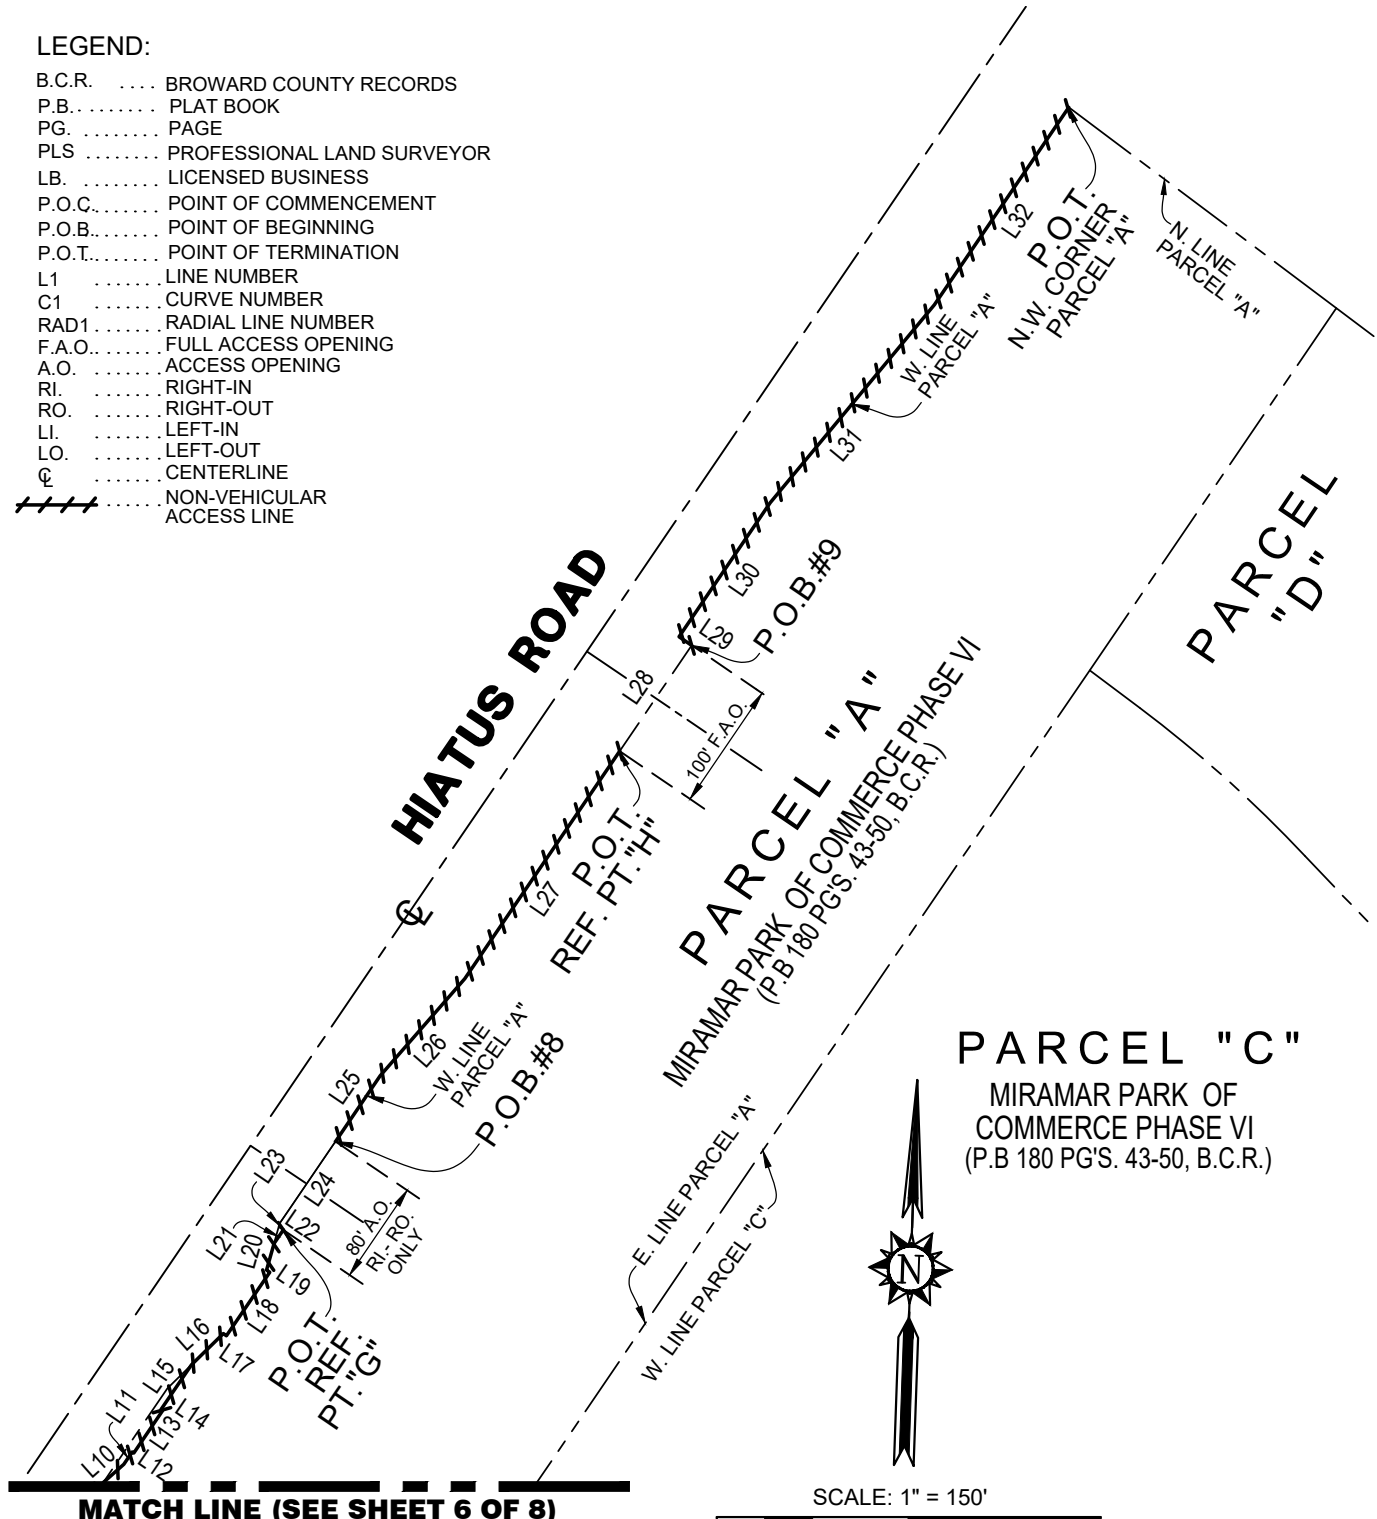 LEGEND:
B.C.R. .... BROWARD COUNTY RECORDS
P.B. ........ PLAT BOOK
PG. ........ PAGE
PLS ........ PROFESSIONAL LAND SURVEYOR
LB. ........ LICENSED BUSINESS
P.O.C. ....... POINT OF COMMENCEMENT
P.O.B. ....... POINT OF BEGINNING
P.O.T. ....... POINT OF TERMINATION
L1 ....... LINE NUMBER
C1 ....... CURVE NUMBER
RAD1 ....... RADIAL LINE NUMBER
F.A.O. ....... FULL ACCESS OPENING
A.O. ....... ACCESS OPENING
RI. ....... RIGHT-IN
RO. ....... RIGHT-OUT
LI. ....... LEFT-IN
LO. ....... LEFT-OUT
℄ ....... CENTERLINE
...... NON-VEHICULAR
ACCESS LINE
L32
P.O.T.
N.W. CORNER
PARCEL "A"
N. LINE
PARCEL "A"
W. LINE
PARCEL "A"
L31
L30
L29
P.O.B.#9
PARCEL
"D"
HIATUS ROAD
L28
100' F.A.O.
PARCEL "A"
MIRAMAR PARK OF COMMERCE PHASE VI
(P.B 180 PG'S. 43-50, B.C.R.)
P.O.T.
REF. PT."H"
L27
℄
L26
W. LINE
PARCEL "A"
P.O.B.#8
L25
PARCEL "C"
MIRAMAR PARK OF
COMMERCE PHASE VI
(P.B 180 PG'S. 43-50, B.C.R.)
E. LINE PARCEL "A"
W. LINE PARCEL "C"
L23
L24
L22
80' A.O.
RI.- RO.
ONLY
L21
L20
L19
L18
P.O.T.
REF.
PT."G"
L16
L17
L15
L14
L11
L13
L10
L12
N
MATCH LINE (SEE SHEET 6 OF 8)
SCALE: 1" = 150'